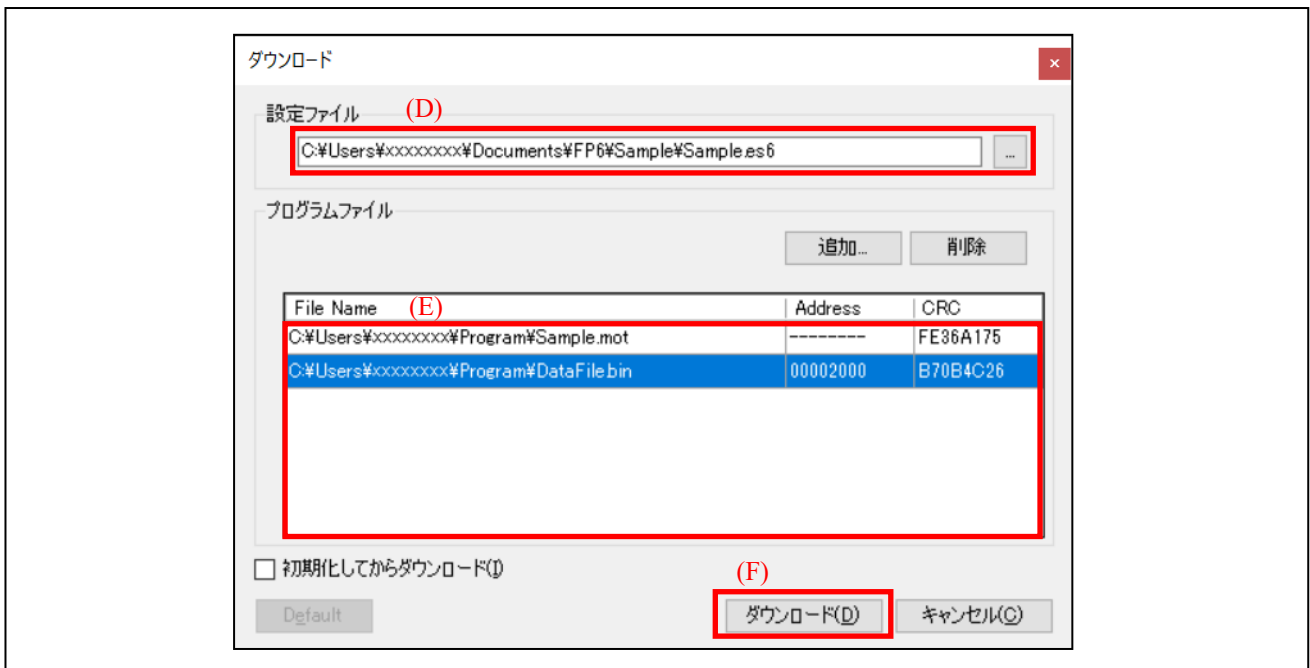 ダウンロード
×
設定ファイル (D)
C:¥Users¥xxxxxxxx¥Documents¥FP6¥Sample¥Sample.es6 ...
プログラムファイル
追加... 削除
File Name (E) Address CRC
C:¥Users¥xxxxxxxx¥Program¥Sample.mot -------- FE36A175
C:¥Users¥xxxxxxxx¥Program¥DataFile.bin 00002000 B70B4C26
初期化してからダウンロード(I)
(F)
Default ダウンロード(D) キャンセル(C)